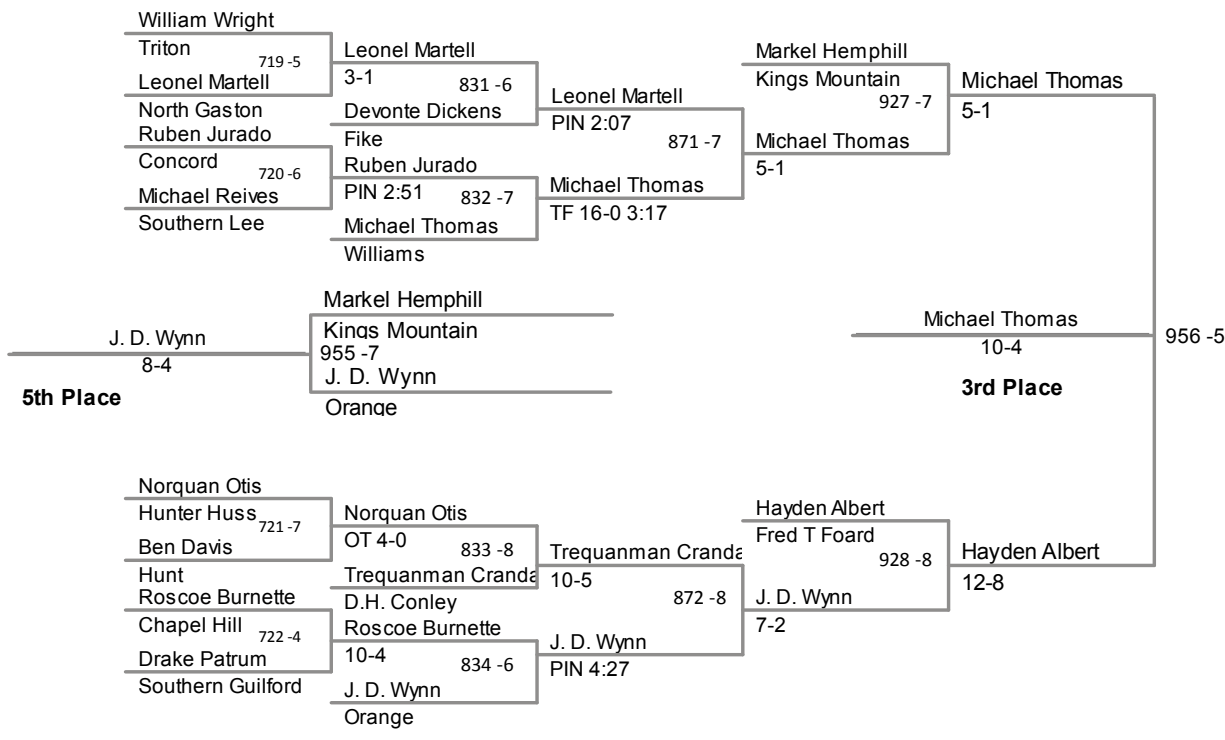 William Wright
Triton
719 -5
Leonel Martell
North Gaston
Ruben Jurado
Concord
720 -6
Michael Reives
Southern Lee
Leonel Martell
3-1
831 -6
Devonte Dickens
Fike
Ruben Jurado
PIN 2:51
832 -7
Michael Thomas
Williams
Leonel Martell
PIN 2:07
871 -7
Michael Thomas
TF 16-0 3:17
Markel Hemphill
Kings Mountain
927 -7
Michael Thomas
5-1
Michael Thomas
5-1
J. D. Wynn
8-4
5th Place
Markel Hemphill
Kings Mountain
955 -7
J. D. Wynn
Orange
Michael Thomas
10-4
3rd Place
956 -5
Norquan Otis
Hunter Huss
721 -7
Ben Davis
Hunt
Roscoe Burnette
Chapel Hill
722 -4
Drake Patrum
Southern Guilford
Norquan Otis
OT 4-0
833 -8
Trequanman Cranda
D.H. Conley
Roscoe Burnette
10-4
834 -6
J. D. Wynn
Orange
Trequanman Cranda
10-5
872 -8
J. D. Wynn
PIN 4:27
Hayden Albert
Fred T Foard
928 -8
J. D. Wynn
7-2
Hayden Albert
12-8